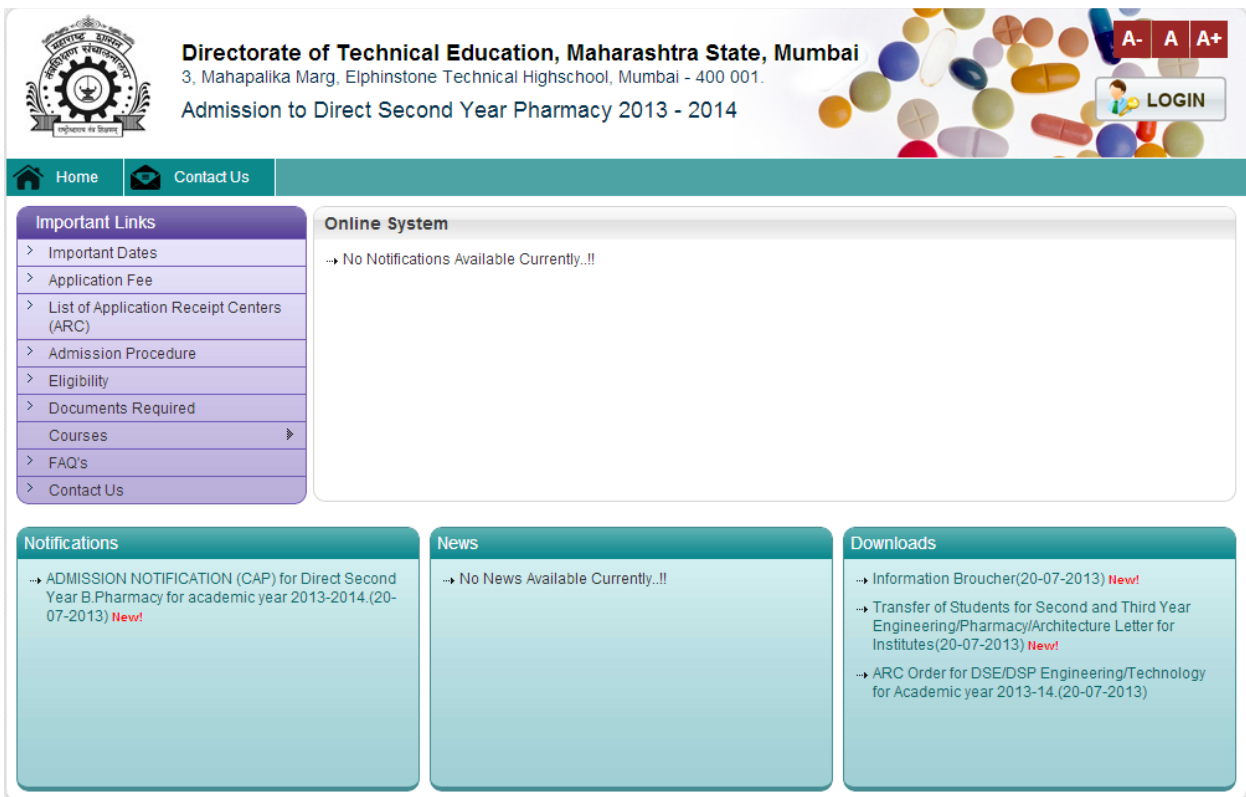 महाराष्ट्र शासन
तंत्रशिक्षण संचालनालय
Directorate of Technical Education, Maharashtra State, Mumbai
3, Mahapalika Marg, Elphinstone Technical Highschool, Mumbai - 400 001.
Admission to Direct Second Year Pharmacy 2013 - 2014
A- A A+
LOGIN
Home Contact Us
Important Links
Important Dates
Application Fee
List of Application Receipt Centers
(ARC)
Admission Procedure
Eligibility
Documents Required
Courses
FAQ's
Contact Us
Online System
No Notifications Available Currently..!!
Notifications
ADMISSION NOTIFICATION (CAP) for Direct Second
Year B.Pharmacy for academic year 2013-2014.(20-
07-2013) New!
News
No News Available Currently..!!
Downloads
Information Broucher(20-07-2013) New!
Transfer of Students for Second and Third Year
Engineering/Pharmacy/Architecture Letter for
Institutes(20-07-2013) New!
ARC Order for DSE/DSP Engineering/Technology
for Academic year 2013-14.(20-07-2013)